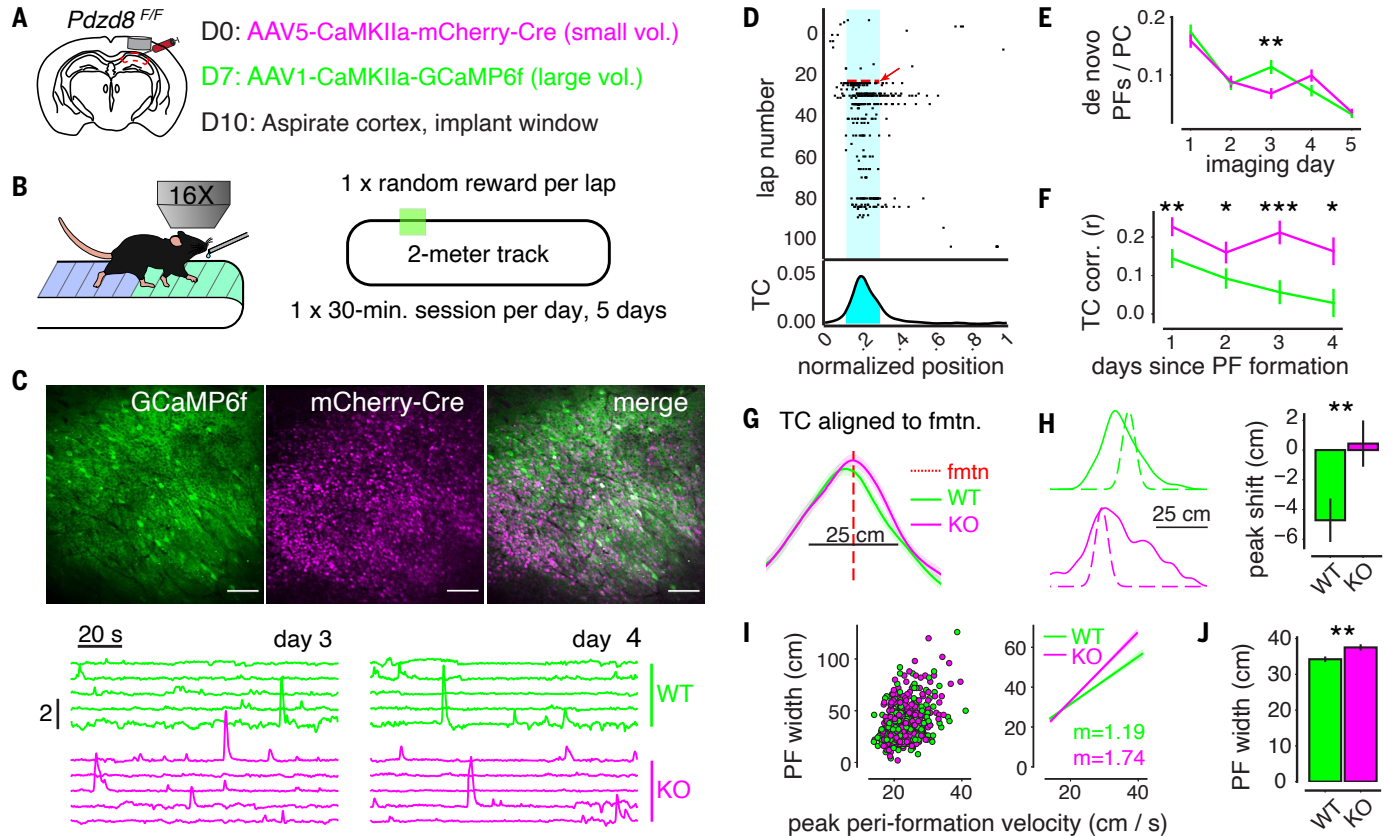 A
Pdzd8 F/F
D0: AAV5-CaMKIIa-mCherry-Cre (small vol.)
D7: AAV1-CaMKIIa-GCaMP6f (large vol.)
D10: Aspirate cortex, implant window
B
16X
1 x random reward per lap
2-meter track
1 x 30-min. session per day, 5 days
C
GCaMP6f
mCherry-Cre
merge
20 s
day 3
day 4
2
WT
KO
D
lap number
0
20
40
60
80
100
TC
0.05
0.00
0 .2 .4 .6 .8 1
normalized position
E
de novo
PFs / PC
0.2
0.1
**
1 2 3 4 5
imaging day
F
** * *** *
TC corr. (r)
0.2
0.1
0.0
1 2 3 4
days since PF formation
G
TC aligned to fmtn.
fmtn
WT
KO
25 cm
H
25 cm
**
peak shift (cm)
2
0
−2
−4
−6
WT
KO
I
PF width (cm)
100
50
0
20 40
60
40
20
0
20 40
WT
KO
m=1.19
m=1.74
peak peri-formation velocity (cm / s)
J
**
PF width (cm)
40
30
20
10
0
WT
KO